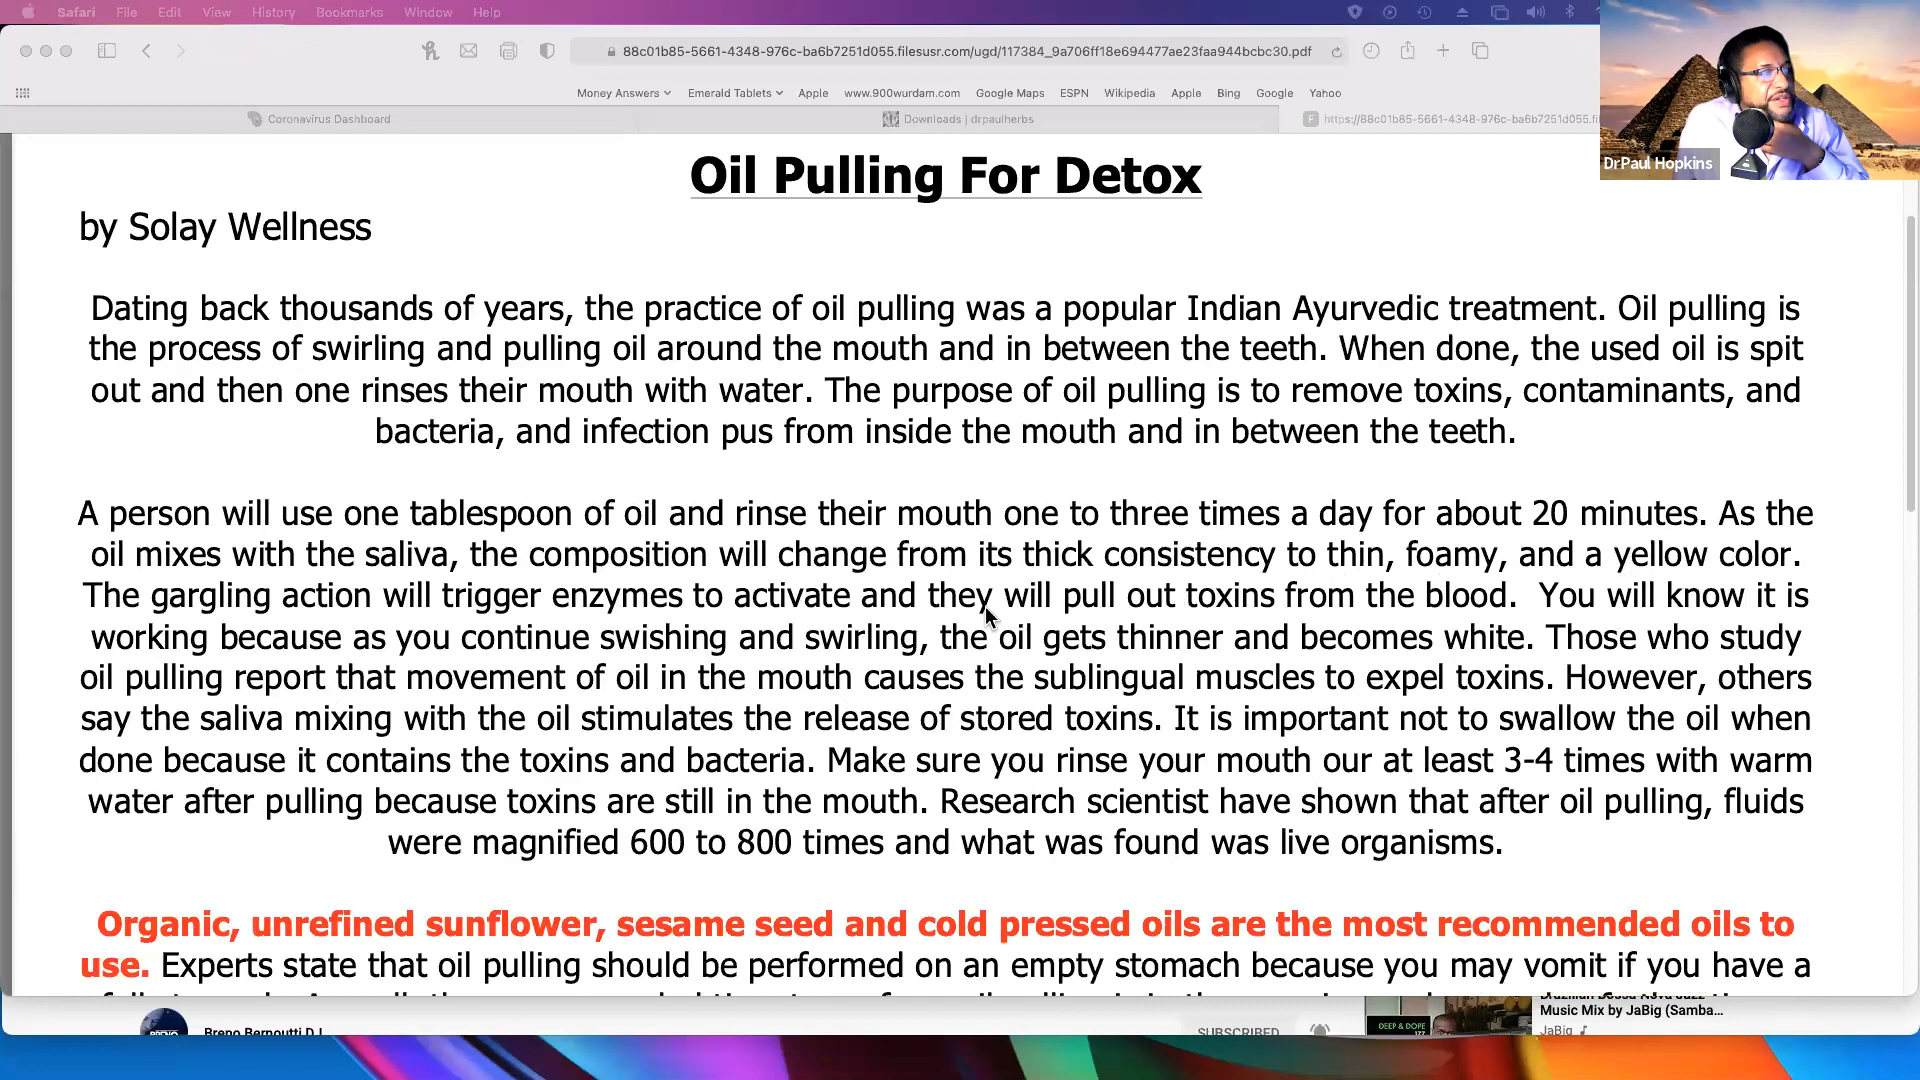 Safari File Edit View History Bookmarks Window Help
88c01b85-5661-4348-976c-ba6b7251d055.filesusr.com/ugd/117384_9a706ff18e694477ae23faa944bcbc30.pdf
Money Answers Emerald Tablets Apple www.900wurdam.com Google Maps ESPN Wikipedia Apple Bing Google Yahoo
Coronavirus Dashboard Downloads | drpaulherbs https://88c01b85-5661-4348-976c-ba6b7251d055.fil
DrPaul Hopkins
Oil Pulling For Detox
by Solay Wellness
Dating back thousands of years, the practice of oil pulling was a popular Indian Ayurvedic treatment. Oil pulling is
the process of swirling and pulling oil around the mouth and in between the teeth. When done, the used oil is spit
out and then one rinses their mouth with water. The purpose of oil pulling is to remove toxins, contaminants, and
bacteria, and infection pus from inside the mouth and in between the teeth.
A person will use one tablespoon of oil and rinse their mouth one to three times a day for about 20 minutes. As the
oil mixes with the saliva, the composition will change from its thick consistency to thin, foamy, and a yellow color.
The gargling action will trigger enzymes to activate and they will pull out toxins from the blood. You will know it is
working because as you continue swishing and swirling, the oil gets thinner and becomes white. Those who study
oil pulling report that movement of oil in the mouth causes the sublingual muscles to expel toxins. However, others
say the saliva mixing with the oil stimulates the release of stored toxins. It is important not to swallow the oil when
done because it contains the toxins and bacteria. Make sure you rinse your mouth our at least 3-4 times with warm
water after pulling because toxins are still in the mouth. Research scientist have shown that after oil pulling, fluids
were magnified 600 to 800 times and what was found was live organisms.
Organic, unrefined sunflower, sesame seed and cold pressed oils are the most recommended oils to
use. Experts state that oil pulling should be performed on an empty stomach because you may vomit if you have a
Breno Bernoutti DJ
SUBSCRIBED
DEEP & DOPE
Music Mix by JaBig (Samba...
JaBig